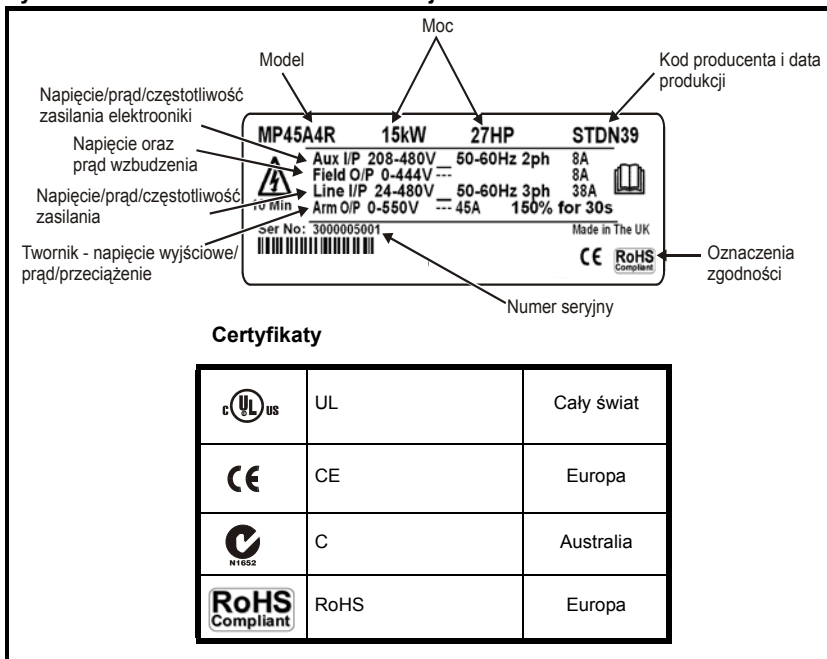 Moc
Model
Kod producenta i data
produkcji
Napięcie/prąd/częstotliwość
zasilania elektrooniki
Napięcie oraz
prąd wzbudzenia
Napięcie/prąd/częstotliwość
zasilania
Twornik - napięcie wyjściowe/
prąd/przeciążenie
MP45A4R 15kW 27HP STDN39
Aux I/P 208-480V 50-60Hz 2ph 8A
Field O/P 0-444V --- 8A
Line I/P 24-480V 50-60Hz 3ph 38A
10 Min Arm O/P 0-550V --- 45A 150% for 30s
Ser No: 3000005001 Made in The UK
CE RoHS
Compliant
Oznaczenia
zgodności
Numer seryjny
Certyfikaty
c UL us UL Cały świat
CE CE Europa
N1652 C Australia
RoHS
Compliant RoHS Europa